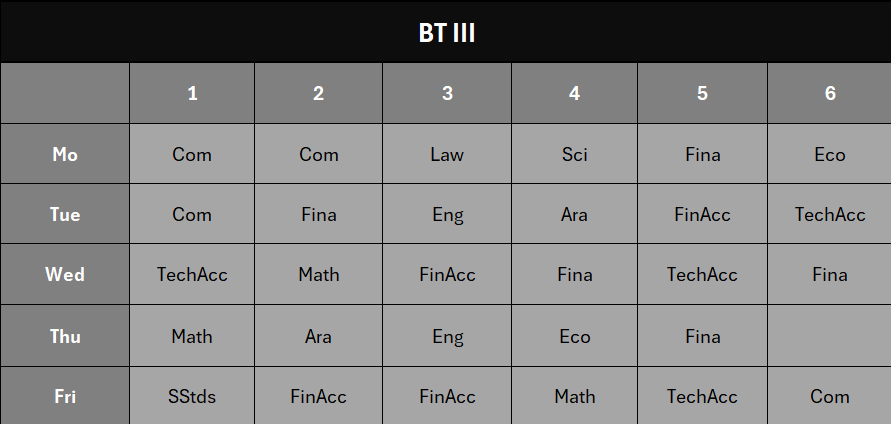 BT III
1 2 3 4 5 6
Mo Com Com Law Sci Fina Eco
Tue Com Fina Eng Ara FinAcc TechAcc
Wed TechAcc Math FinAcc Fina TechAcc Fina
Thu Math Ara Eng Eco Fina
Fri SStds FinAcc FinAcc Math TechAcc Com